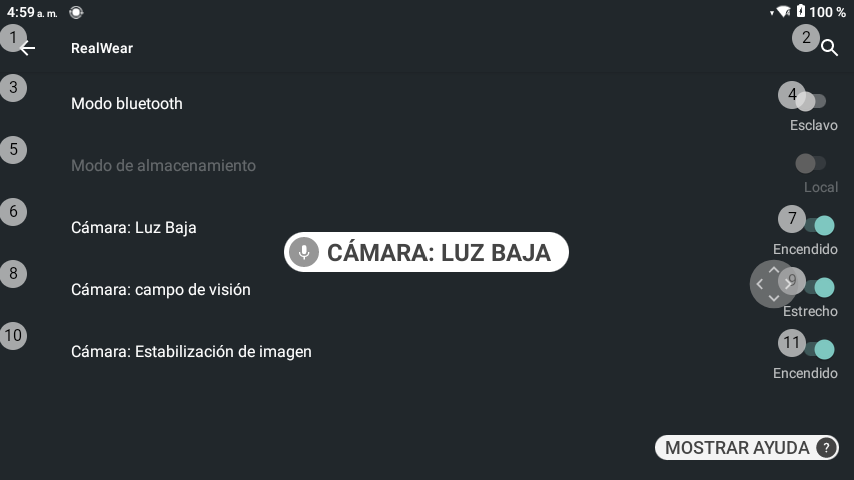 4:59 a. m. 100 %
1 RealWear 2
3 Modo bluetooth 4
Esclavo
5 Modo de almacenamiento
Local
6 Cámara: Luz Baja 7
Encendido
CÁMARA: LUZ BAJA
8 Cámara: campo de visión 9
Estrecho
10 Cámara: Estabilización de imagen 11
Encendido
MOSTRAR AYUDA ?